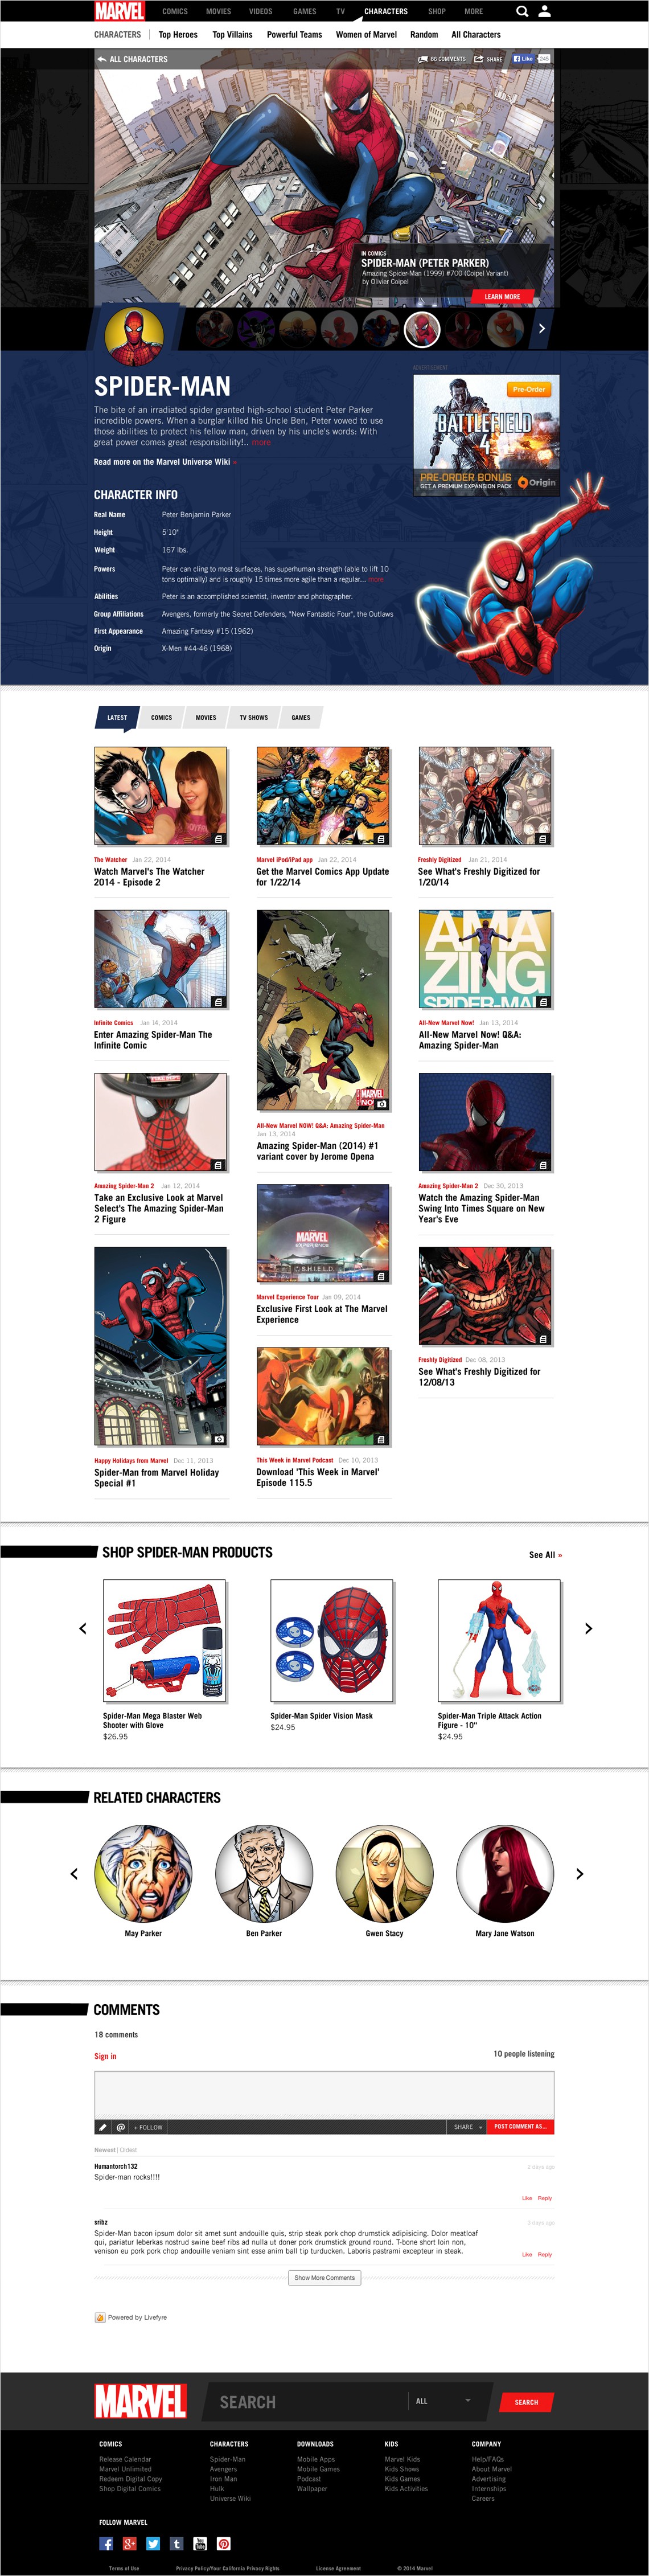 MARVEL
COMICS MOVIES VIDEOS GAMES TV CHARACTERS SHOP MORE
CHARACTERS Top Heroes Top Villains Powerful Teams Women of Marvel Random All Characters
ALL CHARACTERS
COMMENTS SHARE Like
IN COMICS
SPIDER-MAN (PETER PARKER)
Amazing Spider-Man (1999) #700 (Coipel Variant)
by Olivier Coipel
LEARN MORE
ADVERTISEMENT
SPIDER-MAN
The bite of an irradiated spider granted high-school student Peter Parker
incredible powers. When a burglar killed his Uncle Ben, Peter vowed to use
those abilities to protect his fellow man, driven by his uncle's words: With
great power comes great responsibility!.. more
Read more on the Marvel Universe Wiki »
Pre-Order
BATTLEFIELD
4
PRE-ORDER BONUS
GET A PREMIUM EXPANSION PACK
Origin
CHARACTER INFO
Real Name Peter Benjamin Parker
Height 5'10"
Weight 167 lbs.
Powers Peter can cling to most surfaces, has superhuman strength (able to lift 10
tons optimally) and is roughly 15 times more agile than a regular... more
Abilities Peter is an accomplished scientist, inventor and photographer.
Group Affiliations Avengers, formerly the Secret Defenders, "New Fantastic Four", the Outlaws
First Appearance Amazing Fantasy #15 (1962)
Origin X-Men #44-46 (1968)
LATEST COMICS MOVIES TV SHOWS GAMES
The Watcher Jan 22, 2014
Watch Marvel's The Watcher
2014 - Episode 2
Marvel iPod/iPad app Jan 22, 2014
Get the Marvel Comics App Update
for 1/22/14
Freshly Digitized Jan 21, 2014
See What's Freshly Digitized for
1/20/14
Infinite Comics Jan 14, 2014
Enter Amazing Spider-Man The
Infinite Comic
MARVEL
NOW!
All-New Marvel NOW! Q&A: Amazing Spider-Man
Jan 13, 2014
Amazing Spider-Man (2014) #1
variant cover by Jerome Opena
AMA
ZING
SPIDER-MAN
All-New Marvel Now! Jan 13, 2014
All-New Marvel Now! Q&A:
Amazing Spider-Man
Amazing Spider-Man 2 Jan 12, 2014
Take an Exclusive Look at Marvel
Select's The Amazing Spider-Man
2 Figure
MARVEL
EXPERIENCE
S.H.I.E.L.D.
Marvel Experience Tour Jan 09, 2014
Exclusive First Look at The Marvel
Experience
Amazing Spider-Man 2 Dec 30, 2013
Watch the Amazing Spider-Man
Swing Into Times Square on New
Year's Eve
Happy Holidays from Marvel Dec 11, 2013
Spider-Man from Marvel Holiday
Special #1
This Week in Marvel Podcast Dec 10, 2013
Download 'This Week in Marvel'
Episode 115.5
Freshly Digitized Dec 08, 2013
See What's Freshly Digitized for
12/08/13
SHOP SPIDER-MAN PRODUCTS
See All »
Spider-Man Mega Blaster Web
Shooter with Glove
$26.95
Spider-Man Spider Vision Mask
$24.95
Spider-Man Triple Attack Action
Figure - 10"
$24.95
RELATED CHARACTERS
May Parker Ben Parker Gwen Stacy Mary Jane Watson
COMMENTS
18 comments
Sign in 10 people listening
@ + FOLLOW SHARE POST COMMENT AS...
Newest | Oldest
Humantorch132 2 days ago
Spider-man rocks!!!!
Like Reply
sribz 3 days ago
Spider-Man bacon ipsum dolor sit amet sunt andouille quis, strip steak pork chop drumstick adipisicing. Dolor meatloaf
qui, pariatur leberkas nostrud swine beef ribs ad nulla ut doner pork drumstick ground round. T-bone short loin non,
venison eu pork pork chop andouille veniam sint esse anim ball tip turducken. Laboris pastrami excepteur in steak.
Like Reply
Show More Comments
Powered by Livefyre
MARVEL SEARCH ALL SEARCH
COMICS CHARACTERS DOWNLOADS KIDS COMPANY
Release Calendar Spider-Man Mobile Apps Marvel Kids Help/FAQs
Marvel Unlimited Avengers Mobile Games Kids Shows About Marvel
Redeem Digital Copy Iron Man Podcast Kids Games Advertising
Shop Digital Comics Hulk Wallpaper Kids Activities Internships
Universe Wiki Careers
FOLLOW MARVEL
f g+ t You Tube
Terms of Use Privacy Policy/Your California Privacy Rights License Agreement © 2014 Marvel